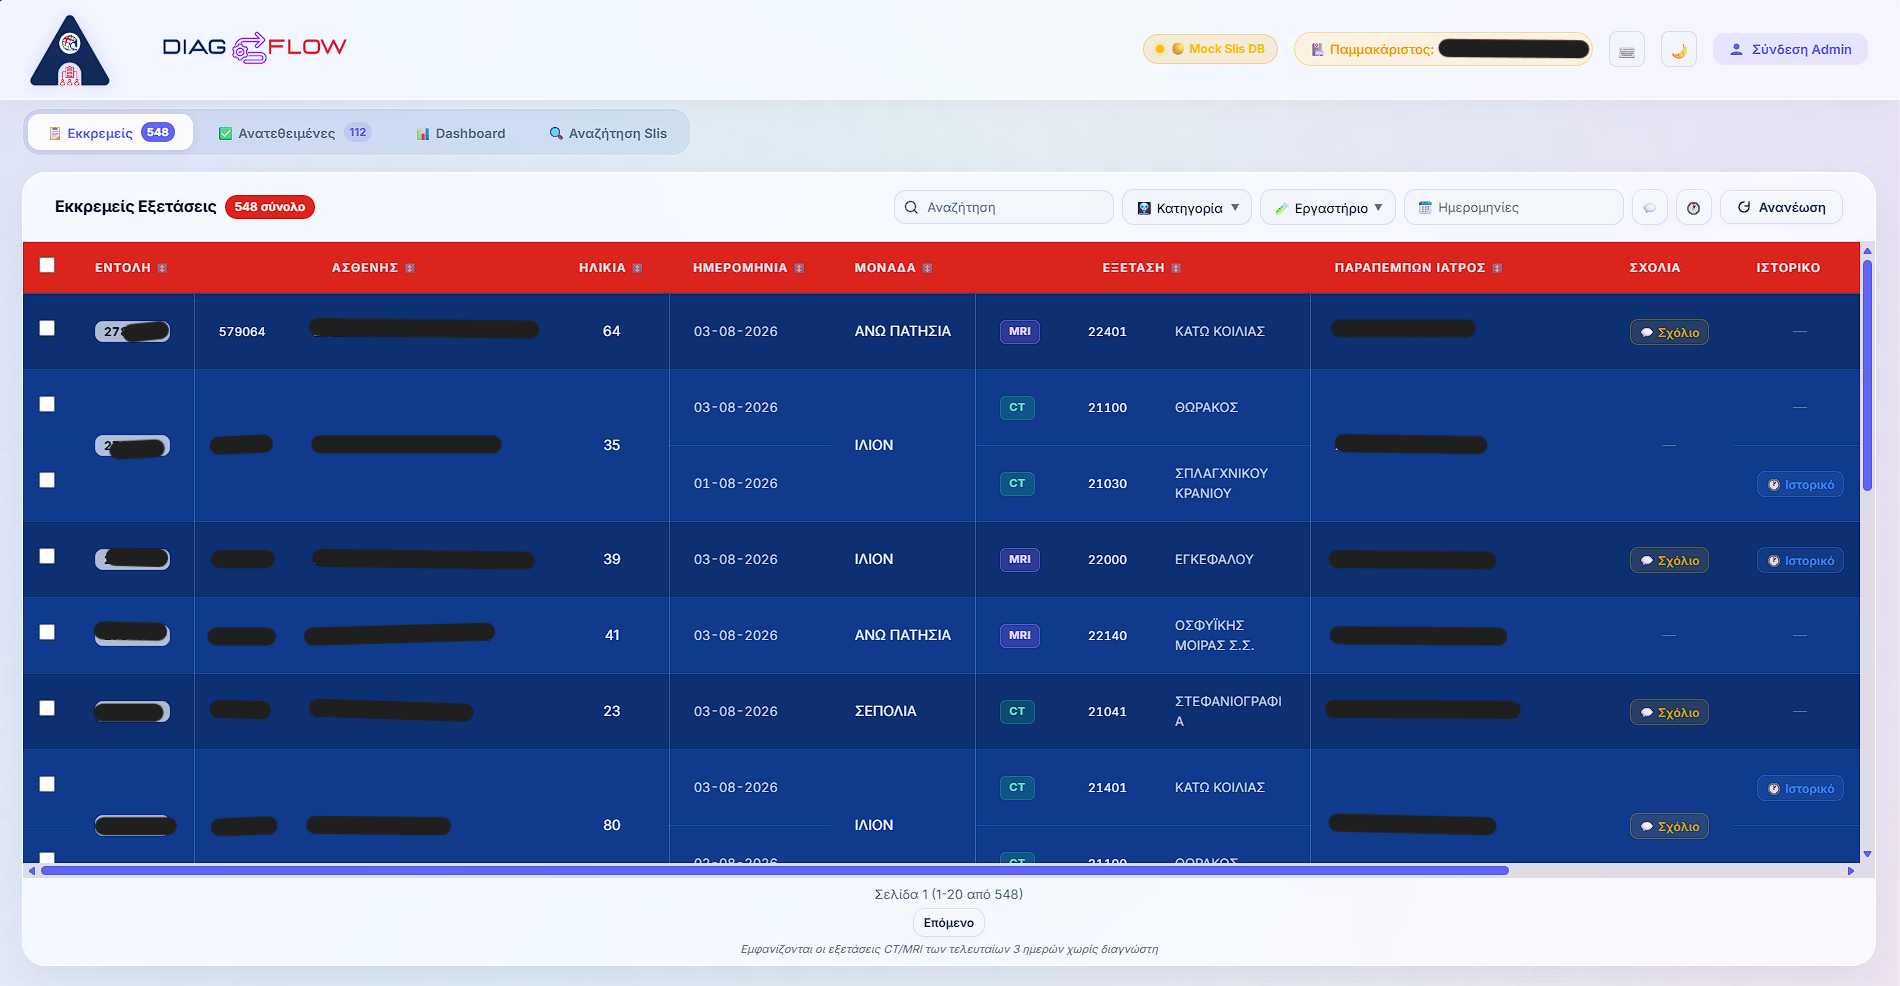 DIAG FLOW
Mock Slis DB
Παμμακάριστος:
Σύνδεση Admin
Εκκρεμείς 548
Ανατεθειμένες 112
Dashboard
Αναζήτηση Slis
Εκκρεμείς Εξετάσεις 548 σύνολο
Αναζήτηση
Κατηγορία
Εργαστήριο
Ημερομηνίες
Ανανέωση
ΕΝΤΟΛΗ ΑΣΘΕΝΗΣ ΗΛΙΚΙΑ ΗΜΕΡΟΜΗΝΙΑ ΜΟΝΑΔΑ ΕΞΕΤΑΣΗ ΠΑΡΑΠΕΜΠΩΝ ΙΑΤΡΟΣ ΣΧΟΛΙΑ ΙΣΤΟΡΙΚΟ
579064 64 03-08-2026 ΑΝΩ ΠΑΤΗΣΙΑ MRI 22401 ΚΑΤΩ ΚΟΙΛΙΑΣ Σχόλιο —
03-08-2026 CT 21100 ΘΩΡΑΚΟΣ —
35 ΙΛΙΟΝ —
01-08-2026 CT 21030 ΣΠΛΑΓΧΝΙΚΟΥ
ΚΡΑΝΙΟΥ
Ιστορικό
39 03-08-2026 ΙΛΙΟΝ MRI 22000 ΕΓΚΕΦΑΛΟΥ Σχόλιο Ιστορικό
41 03-08-2026 ΑΝΩ ΠΑΤΗΣΙΑ MRI 22140 ΟΣΦΥΪΚΗΣ
ΜΟΙΡΑΣ Σ.Σ.
— —
23 03-08-2026 ΣΕΠΟΛΙΑ CT 21041 ΣΤΕΦΑΝΙΟΓΡΑΦΙ
Α
Σχόλιο —
03-08-2026 CT 21401 ΚΑΤΩ ΚΟΙΛΙΑΣ Ιστορικό
80 ΙΛΙΟΝ Σχόλιο
CT 21100 ΘΩΡΑΚΟΣ
Σελίδα 1 (1-20 από 548)
Επόμενο
Εμφανίζονται οι εξετάσεις CT/MRI των τελευταίων 3 ημερών χωρίς διαγνώστη